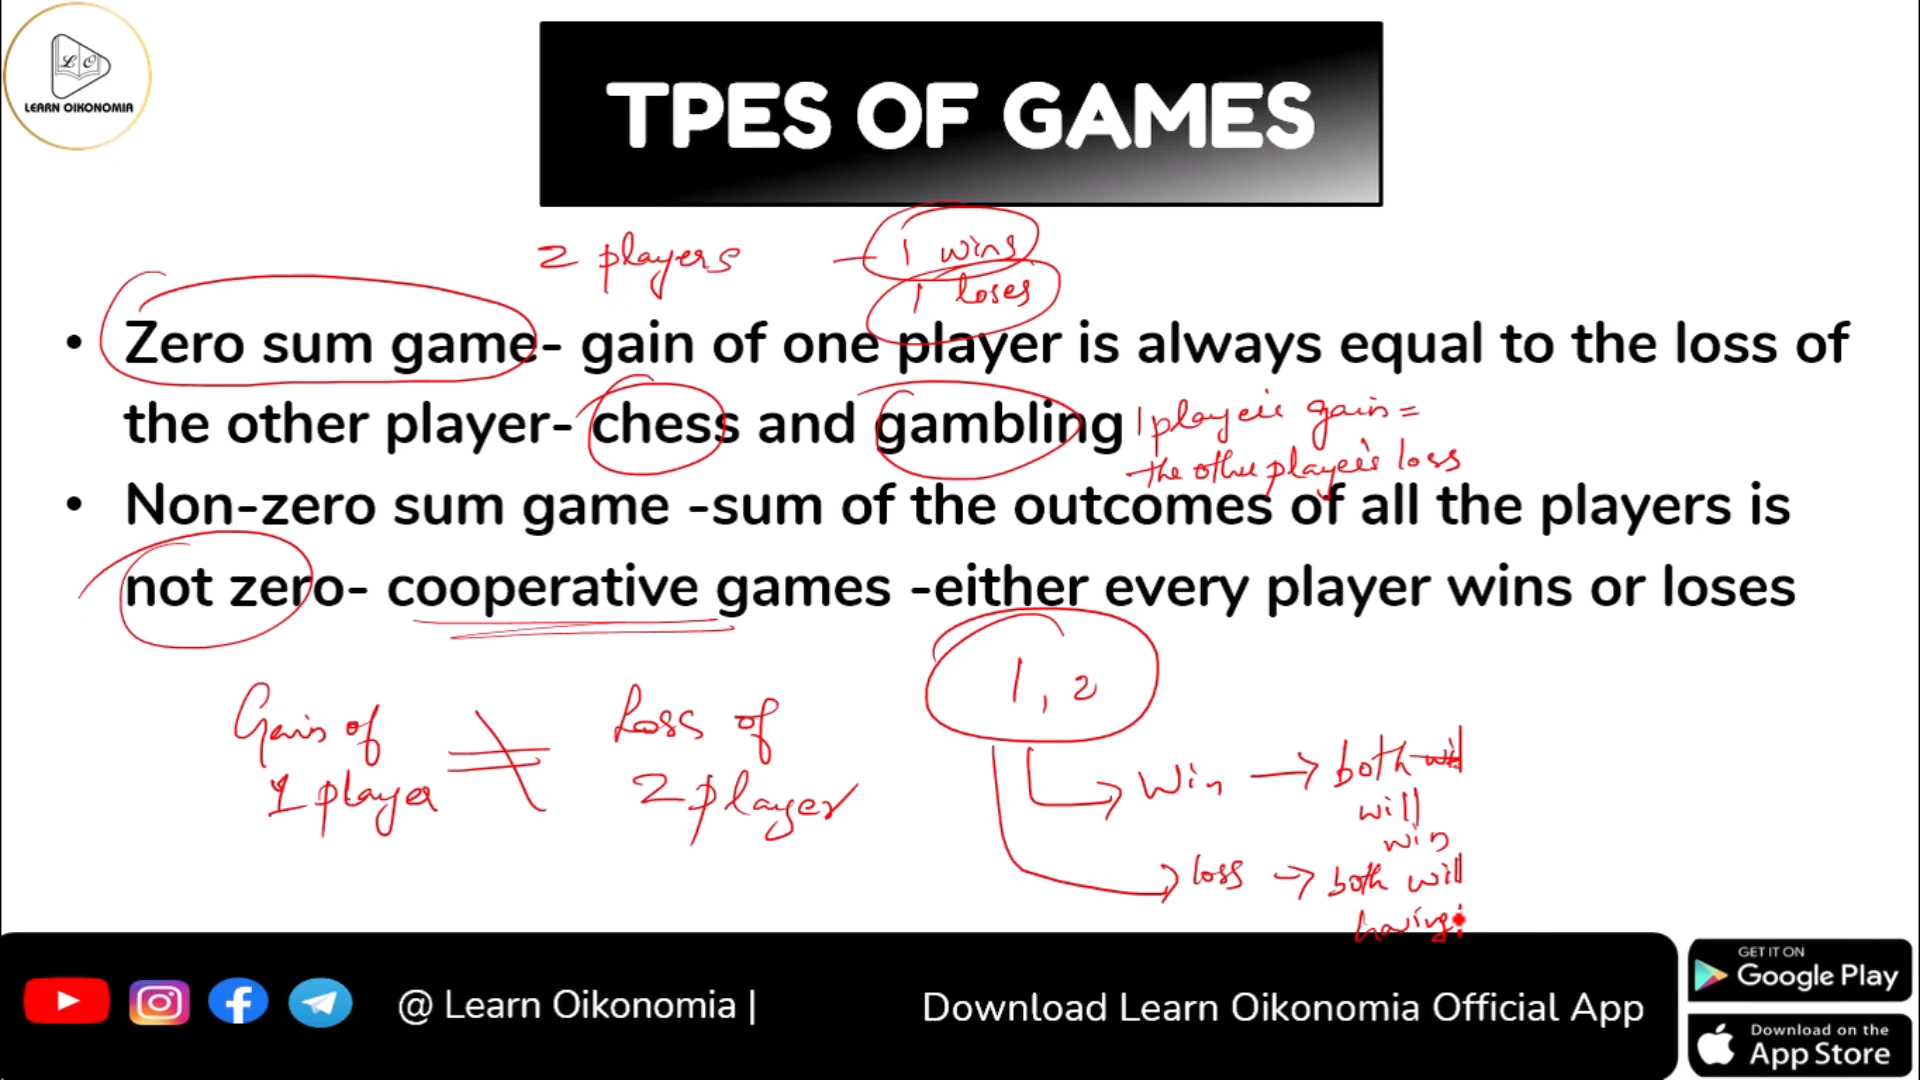 LO
LEARN OIKONOMIA
TPES OF GAMES
2 players – 1 wins
1 loses
• Zero sum game- gain of one player is always equal to the loss of
the other player- chess and gambling
1 player's gain =
the other player's loss
• Non-zero sum game -sum of the outcomes of all the players is
not zero- cooperative games -either every player wins or loses
1, 2
Gain of ≠ Loss of
1 player 2 player
Win → both
will
win
loss → both will
having
@ Learn Oikonomia |
Download Learn Oikonomia Official App
GET IT ON
Google Play
Download on the
App Store